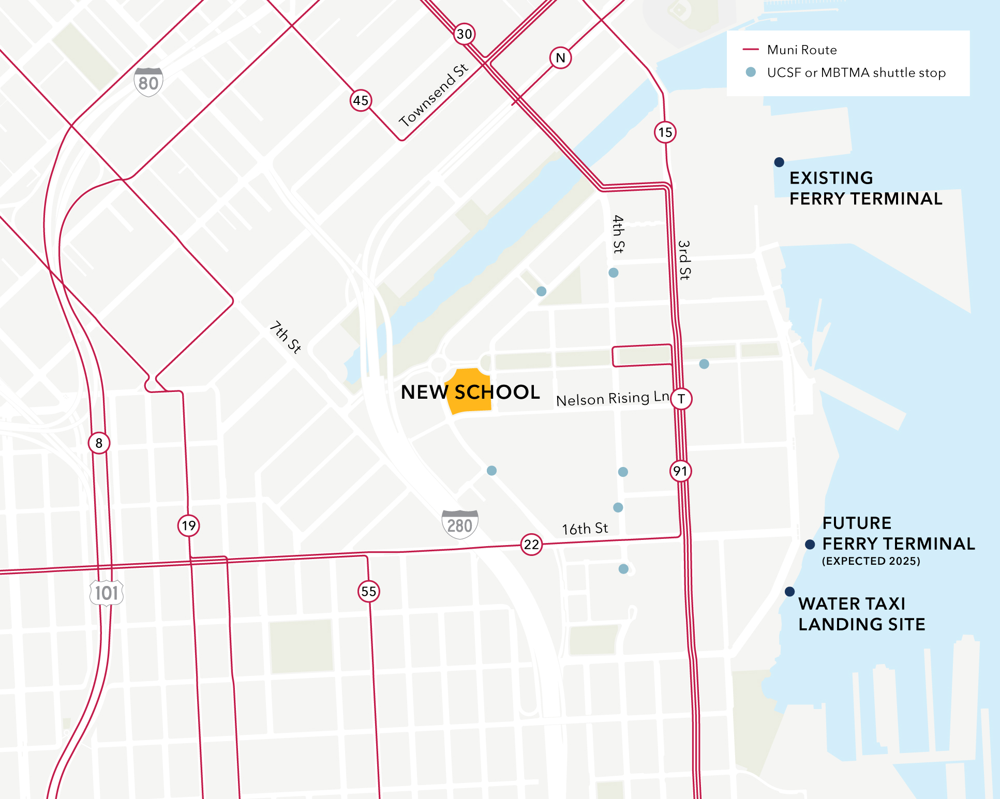 30
Muni Route
N
UCSF or MBTMA shuttle stop
80
45
Townsend St
15
EXISTING
FERRY TERMINAL
4th St
3rd St
7th St
NEW SCHOOL
Nelson Rising Ln
T
8
91
19
280
16th St
22
FUTURE
FERRY TERMINAL
(EXPECTED 2025)
101
55
WATER TAXI
LANDING SITE